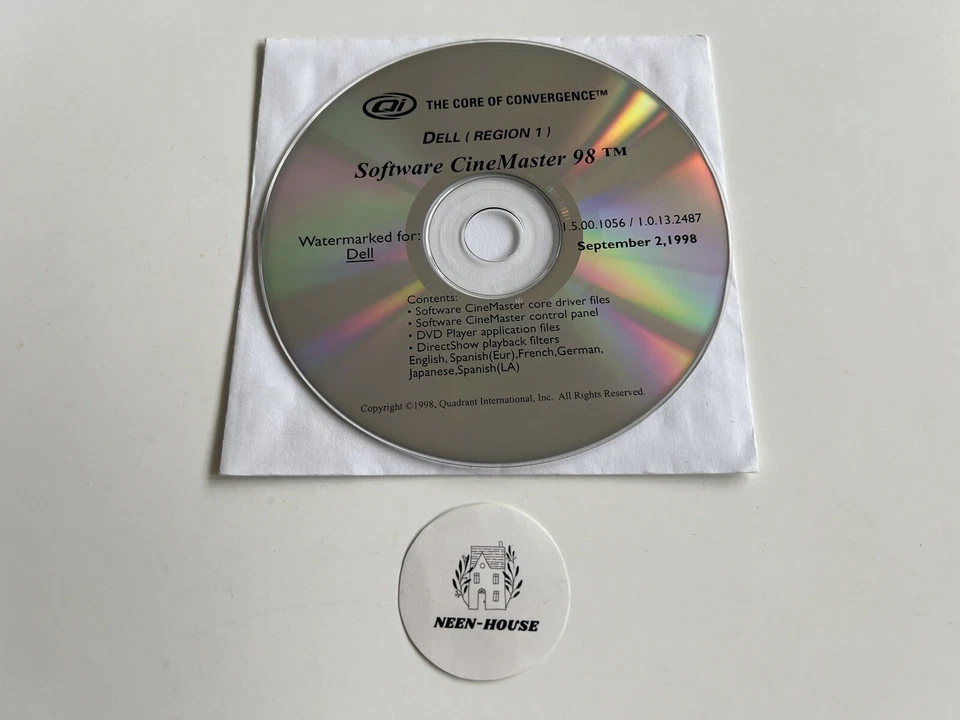 Qi THE CORE OF CONVERGENCE™
DELL ( REGION 1 )
Software CineMaster 98 ™
Watermarked for:
Dell
1.5.00.1056 / 1.0.13.2487
September 2,1998
Contents:
• Software CineMaster core driver files
• Software CineMaster control panel
• DVD Player application files
• DirectShow playback filters
English, Spanish(Eur),French,German,
Japanese,Spanish(LA)
Copyright ©1998, Quadrant International, Inc. All Rights Reserved.
NEEN-HOUSE